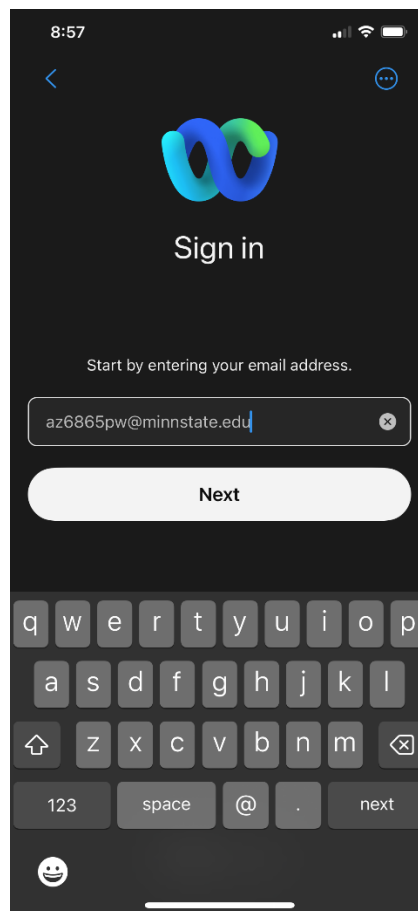 8:57
Sign in
Start by entering your email address.
az6865pw@minnstate.edu
Next
q w e r t y u i o p
a s d f g h j k l
z x c v b n m
123 space @ . next